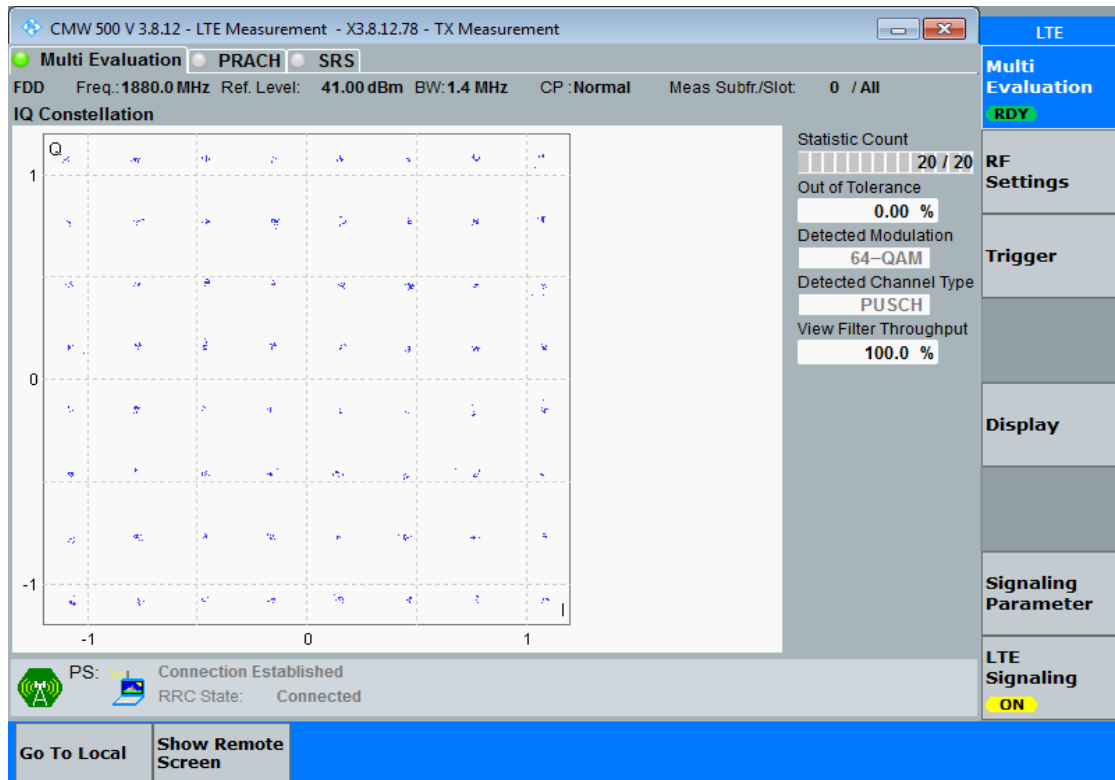 CMW 500 V 3.8.12 - LTE Measurement - X3.8.12.78 - TX Measurement
LTE
Multi Evaluation PRACH SRS
Multi
Evaluation
RDY
FDD Freq.: 1880.0 MHz Ref. Level: 41.00 dBm BW: 1.4 MHz CP : Normal Meas Subfr./Slot: 0 / All
IQ Constellation
Q
1
0
-1
-1 0 1
I
Statistic Count
20 / 20
Out of Tolerance
0.00 %
Detected Modulation
64-QAM
Detected Channel Type
PUSCH
View Filter Throughput
100.0 %
RF
Settings
Trigger
Display
Signaling
Parameter
LTE
Signaling
ON
PS: Connection Established
RRC State: Connected
Go To Local
Show Remote
Screen